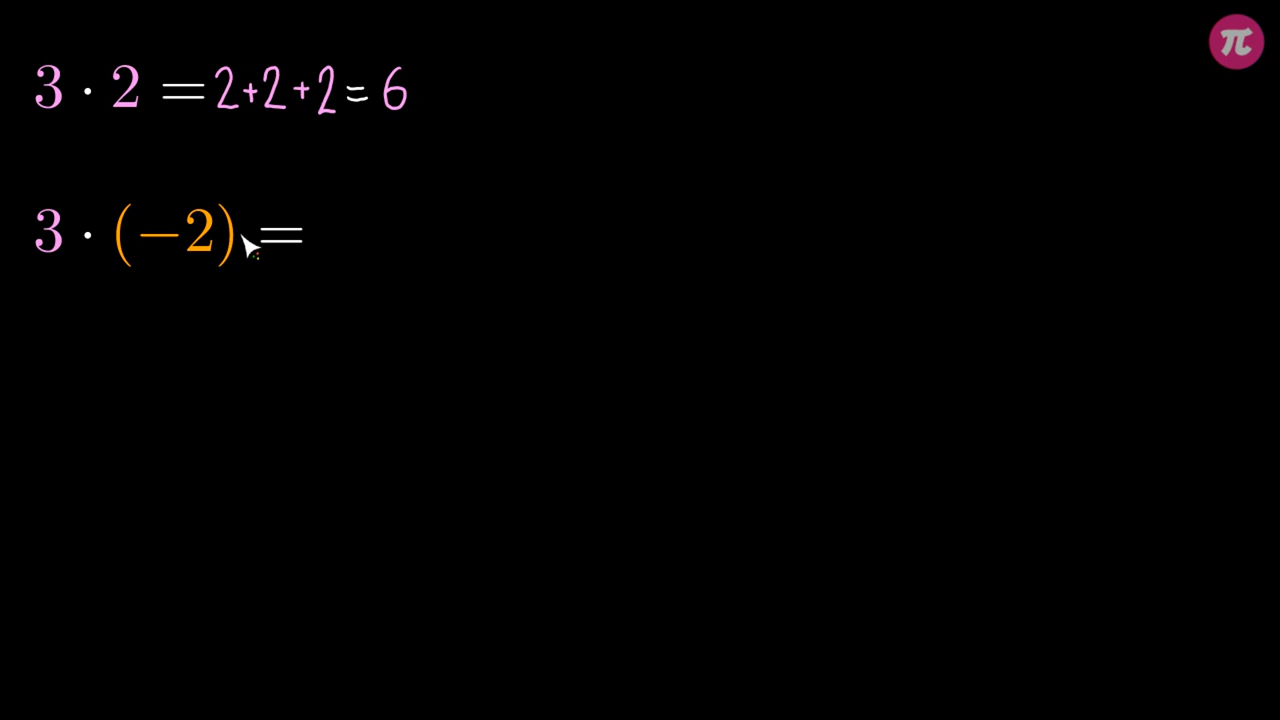 3 · 2 = 2+2+2 = 6
3 · (−2) =
π